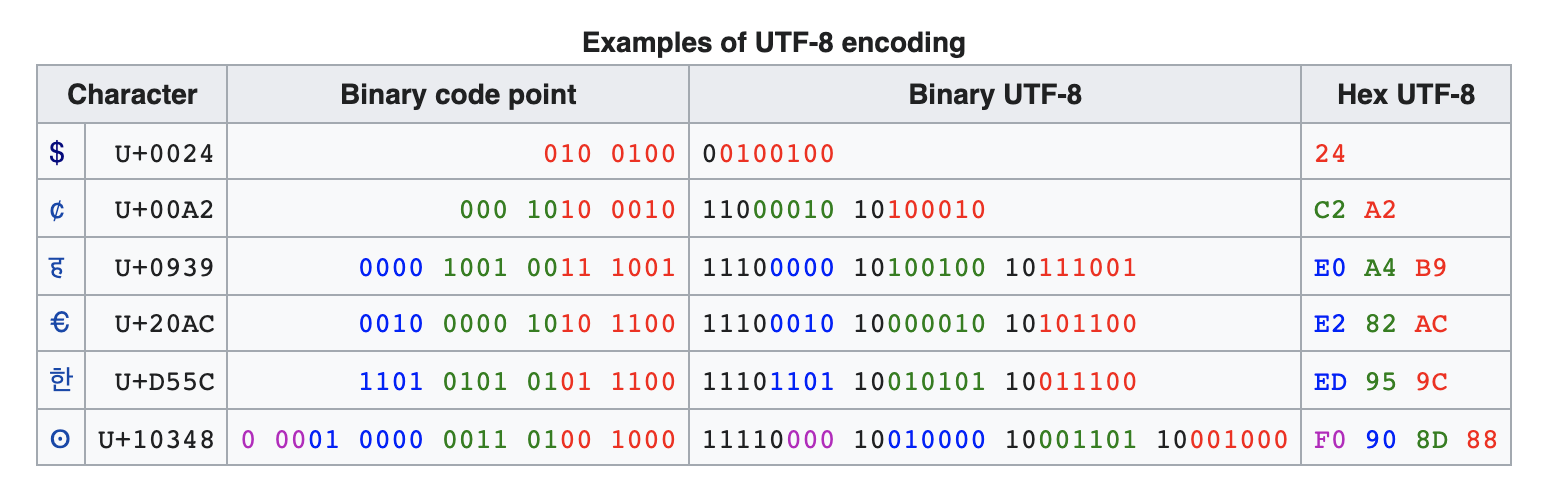 Examples of UTF-8 encoding
Character Binary code point Binary UTF-8 Hex UTF-8
$ U+0024 010 0100 00100100 24
¢ U+00A2 000 1010 0010 11000010 10100010 C2 A2
ह U+0939 0000 1001 0011 1001 11100000 10100100 10111001 E0 A4 B9
€ U+20AC 0010 0000 1010 1100 11100010 10000010 10101100 E2 82 AC
한 U+D55C 1101 0101 0101 1100 11101101 10010101 10011100 ED 95 9C
𐍈 U+10348 0 0001 0000 0011 0100 1000 11110000 10010000 10001101 10001000 F0 90 8D 88